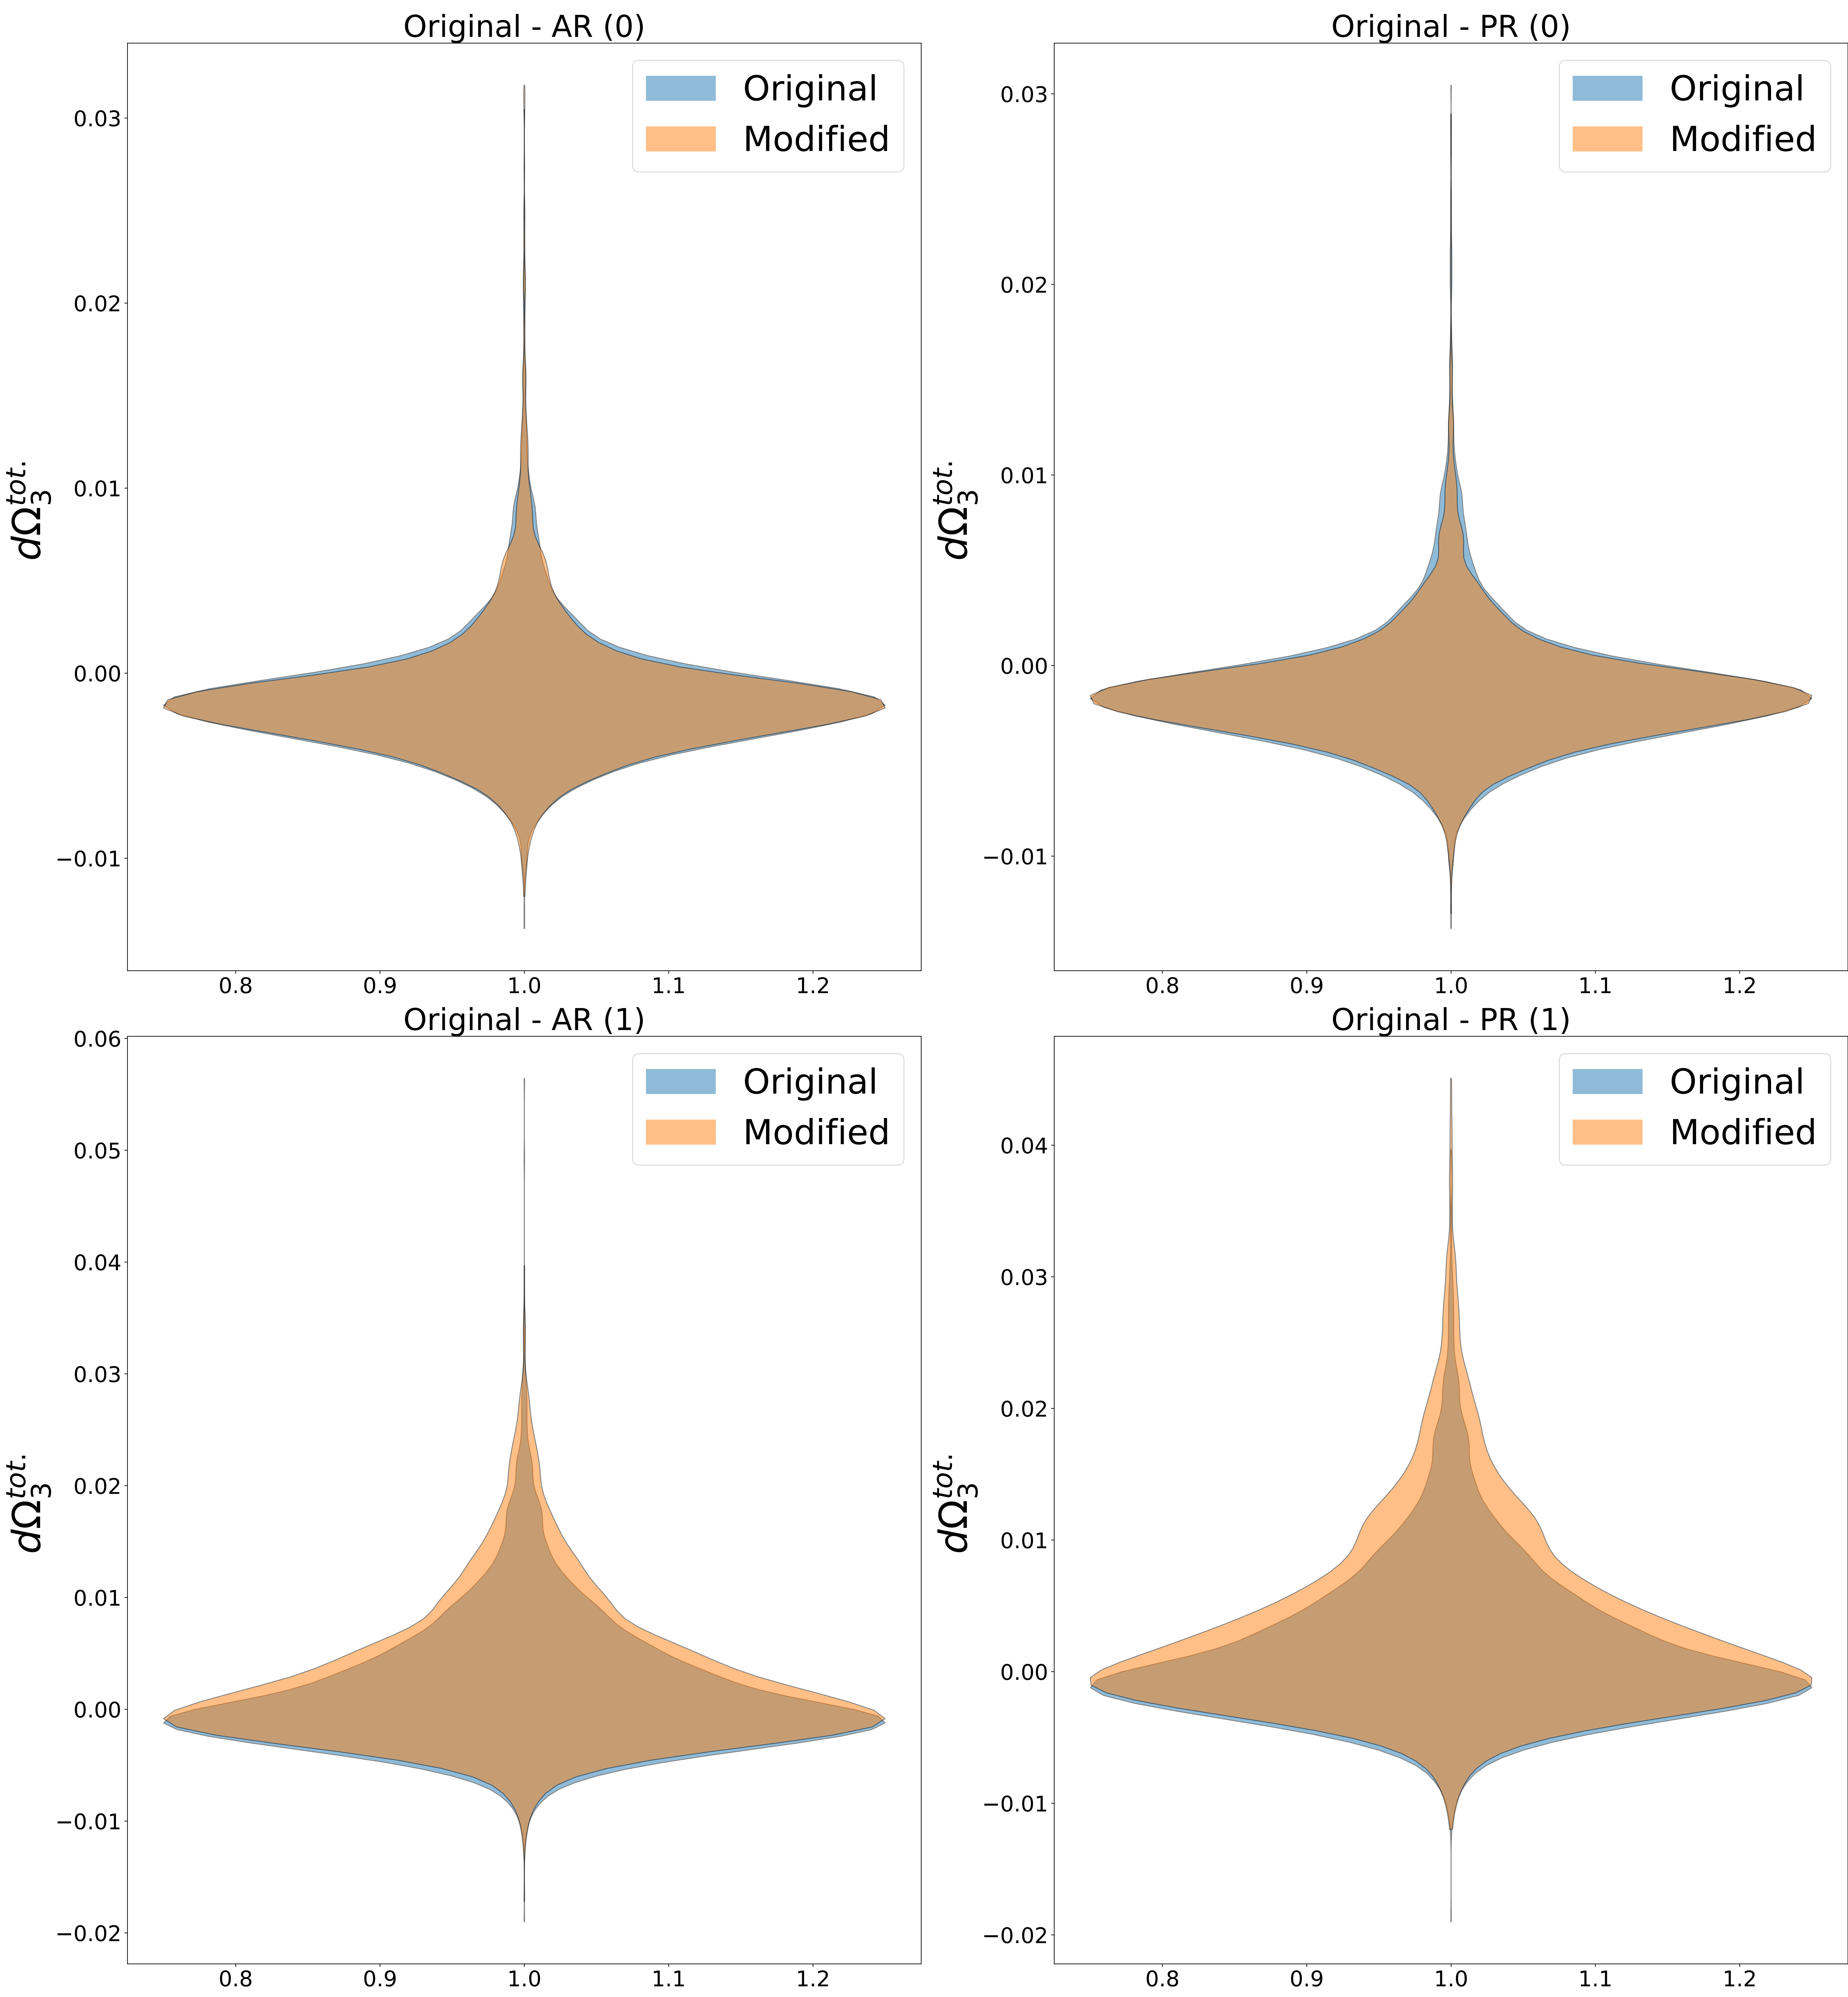 Original - AR (0)
Original
Modified
dΩ₃ᵗᵒᵗ·
0.03
0.02
0.01
0.00
−0.01
0.8 0.9 1.0 1.1 1.2
Original - PR (0)
Original
Modified
dΩ₃ᵗᵒᵗ·
0.03
0.02
0.01
0.00
−0.01
0.8 0.9 1.0 1.1 1.2
Original - AR (1)
Original
Modified
dΩ₃ᵗᵒᵗ·
0.06
0.05
0.04
0.03
0.02
0.01
0.00
−0.01
−0.02
0.8 0.9 1.0 1.1 1.2
Original - PR (1)
Original
Modified
dΩ₃ᵗᵒᵗ·
0.04
0.03
0.02
0.01
0.00
−0.01
−0.02
0.8 0.9 1.0 1.1 1.2